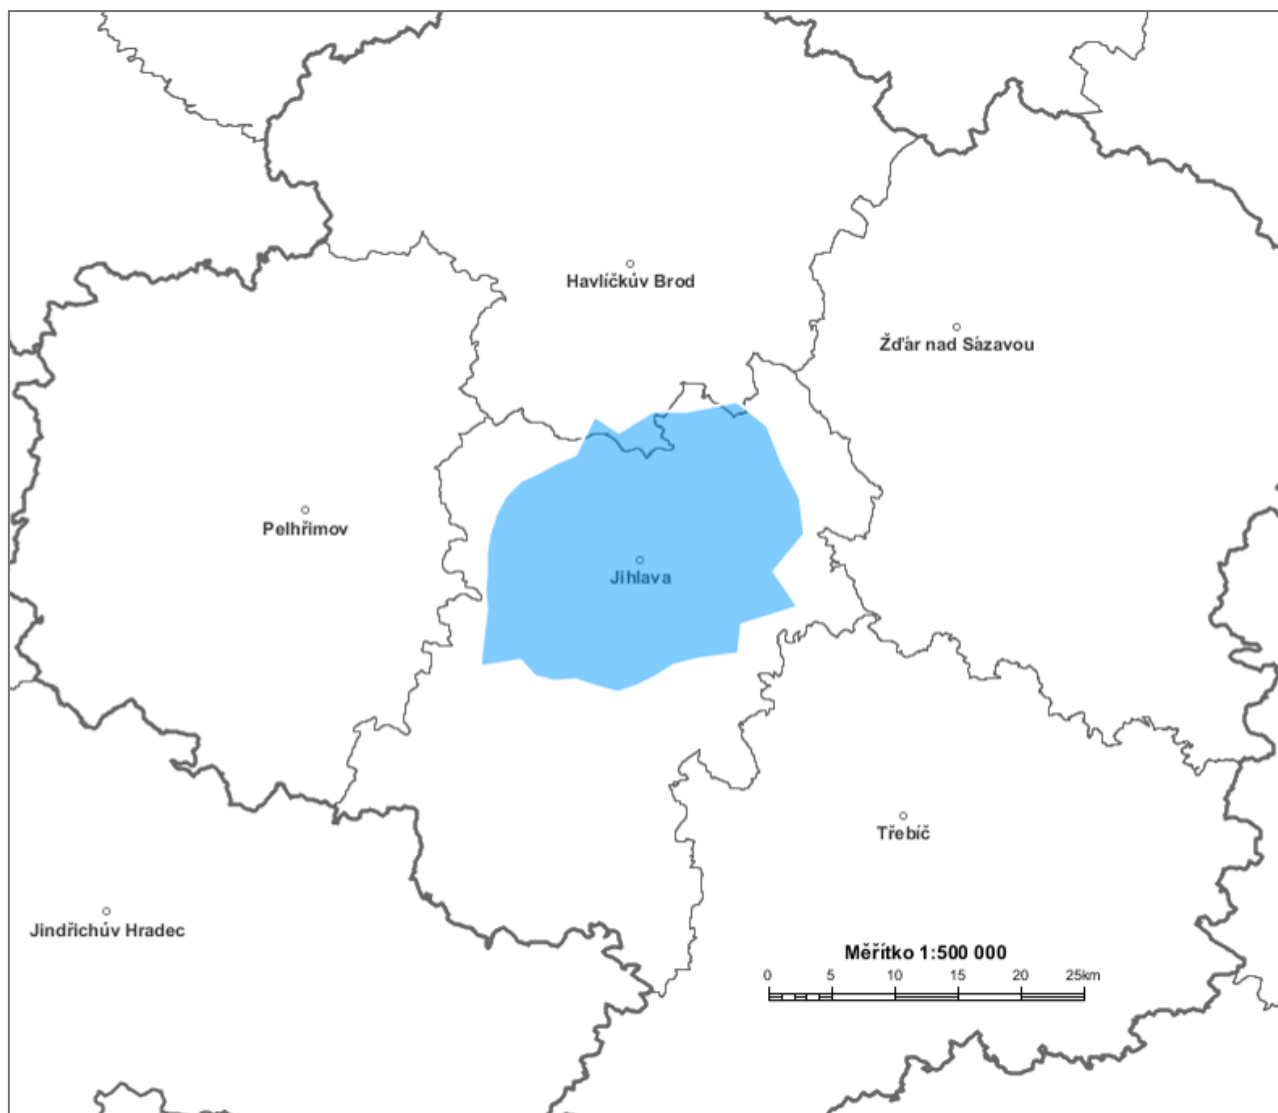 Havlíčkův Brod
Žďár nad Sázavou
Pelhřimov
Jihlava
Třebíč
Jindřichův Hradec
Měřítko 1:500 000
0 5 10 15 20 25km